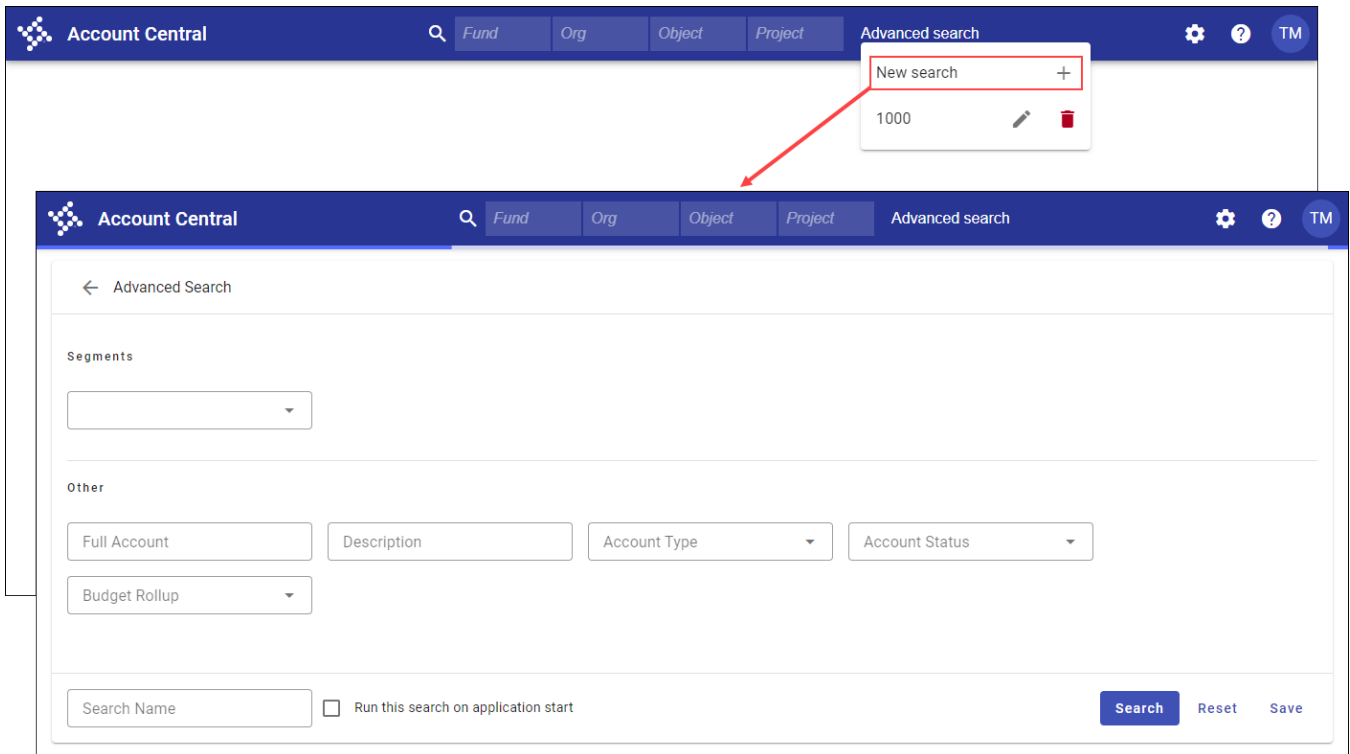 Account Central Fund Org Object Project Advanced search ? TM
New search +
1000
Account Central Fund Org Object Project Advanced search ? TM
← Advanced Search
Segments
Other
Full Account Description Account Type Account Status
Budget Rollup
Search Name Run this search on application start Search Reset Save